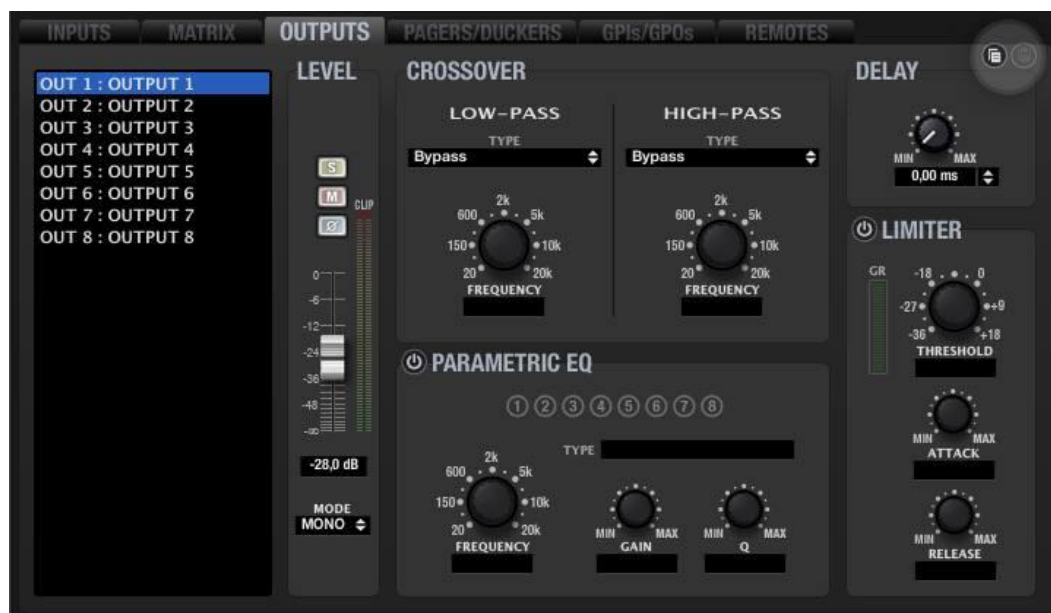 INPUTS MATRIX OUTPUTS PAGERS/DUCKERS GPIs/GPOs REMOTES
OUT 1 : OUTPUT 1
OUT 2 : OUTPUT 2
OUT 3 : OUTPUT 3
OUT 4 : OUTPUT 4
OUT 5 : OUTPUT 5
OUT 6 : OUTPUT 6
OUT 7 : OUTPUT 7
OUT 8 : OUTPUT 8
LEVEL
S
M
Ø
CLIP
0
-6
-12
-24
-36
-48
-∞
-28,0 dB
MODE
MONO
CROSSOVER
LOW-PASS
TYPE
Bypass
2k
600 5k
150 10k
20 20k
FREQUENCY
HIGH-PASS
TYPE
Bypass
2k
600 5k
150 10k
20 20k
FREQUENCY
PARAMETRIC EQ
1 2 3 4 5 6 7 8
TYPE
2k
600 5k
150 10k
20 20k
FREQUENCY
MIN MAX
GAIN
MIN MAX
Q
DELAY
MIN MAX
0,00 ms
LIMITER
GR
-18 0
-27 +9
-36 +18
THRESHOLD
MIN MAX
ATTACK
MIN MAX
RELEASE